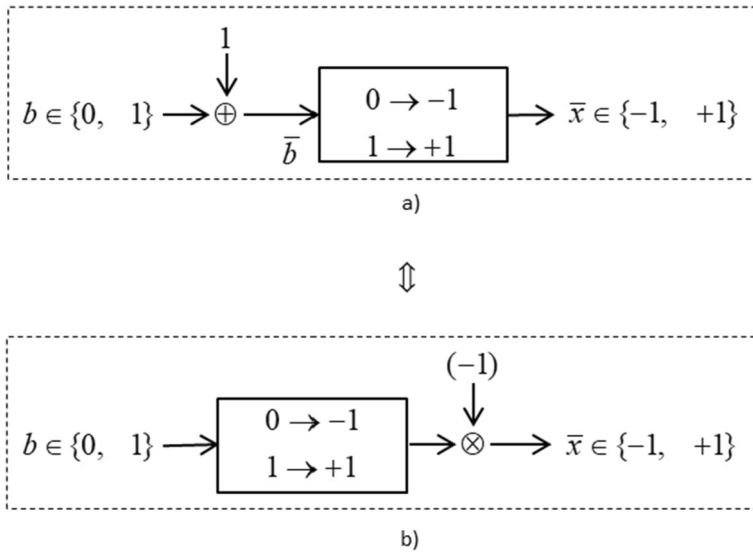 1
b ∈ {0, 1} ⊕ 0 → −1 x̄ ∈ {−1, +1}
b̄ 1 → +1
a)
⇕
(−1)
b ∈ {0, 1} 0 → −1 ⊗ x̄ ∈ {−1, +1}
1 → +1
b)